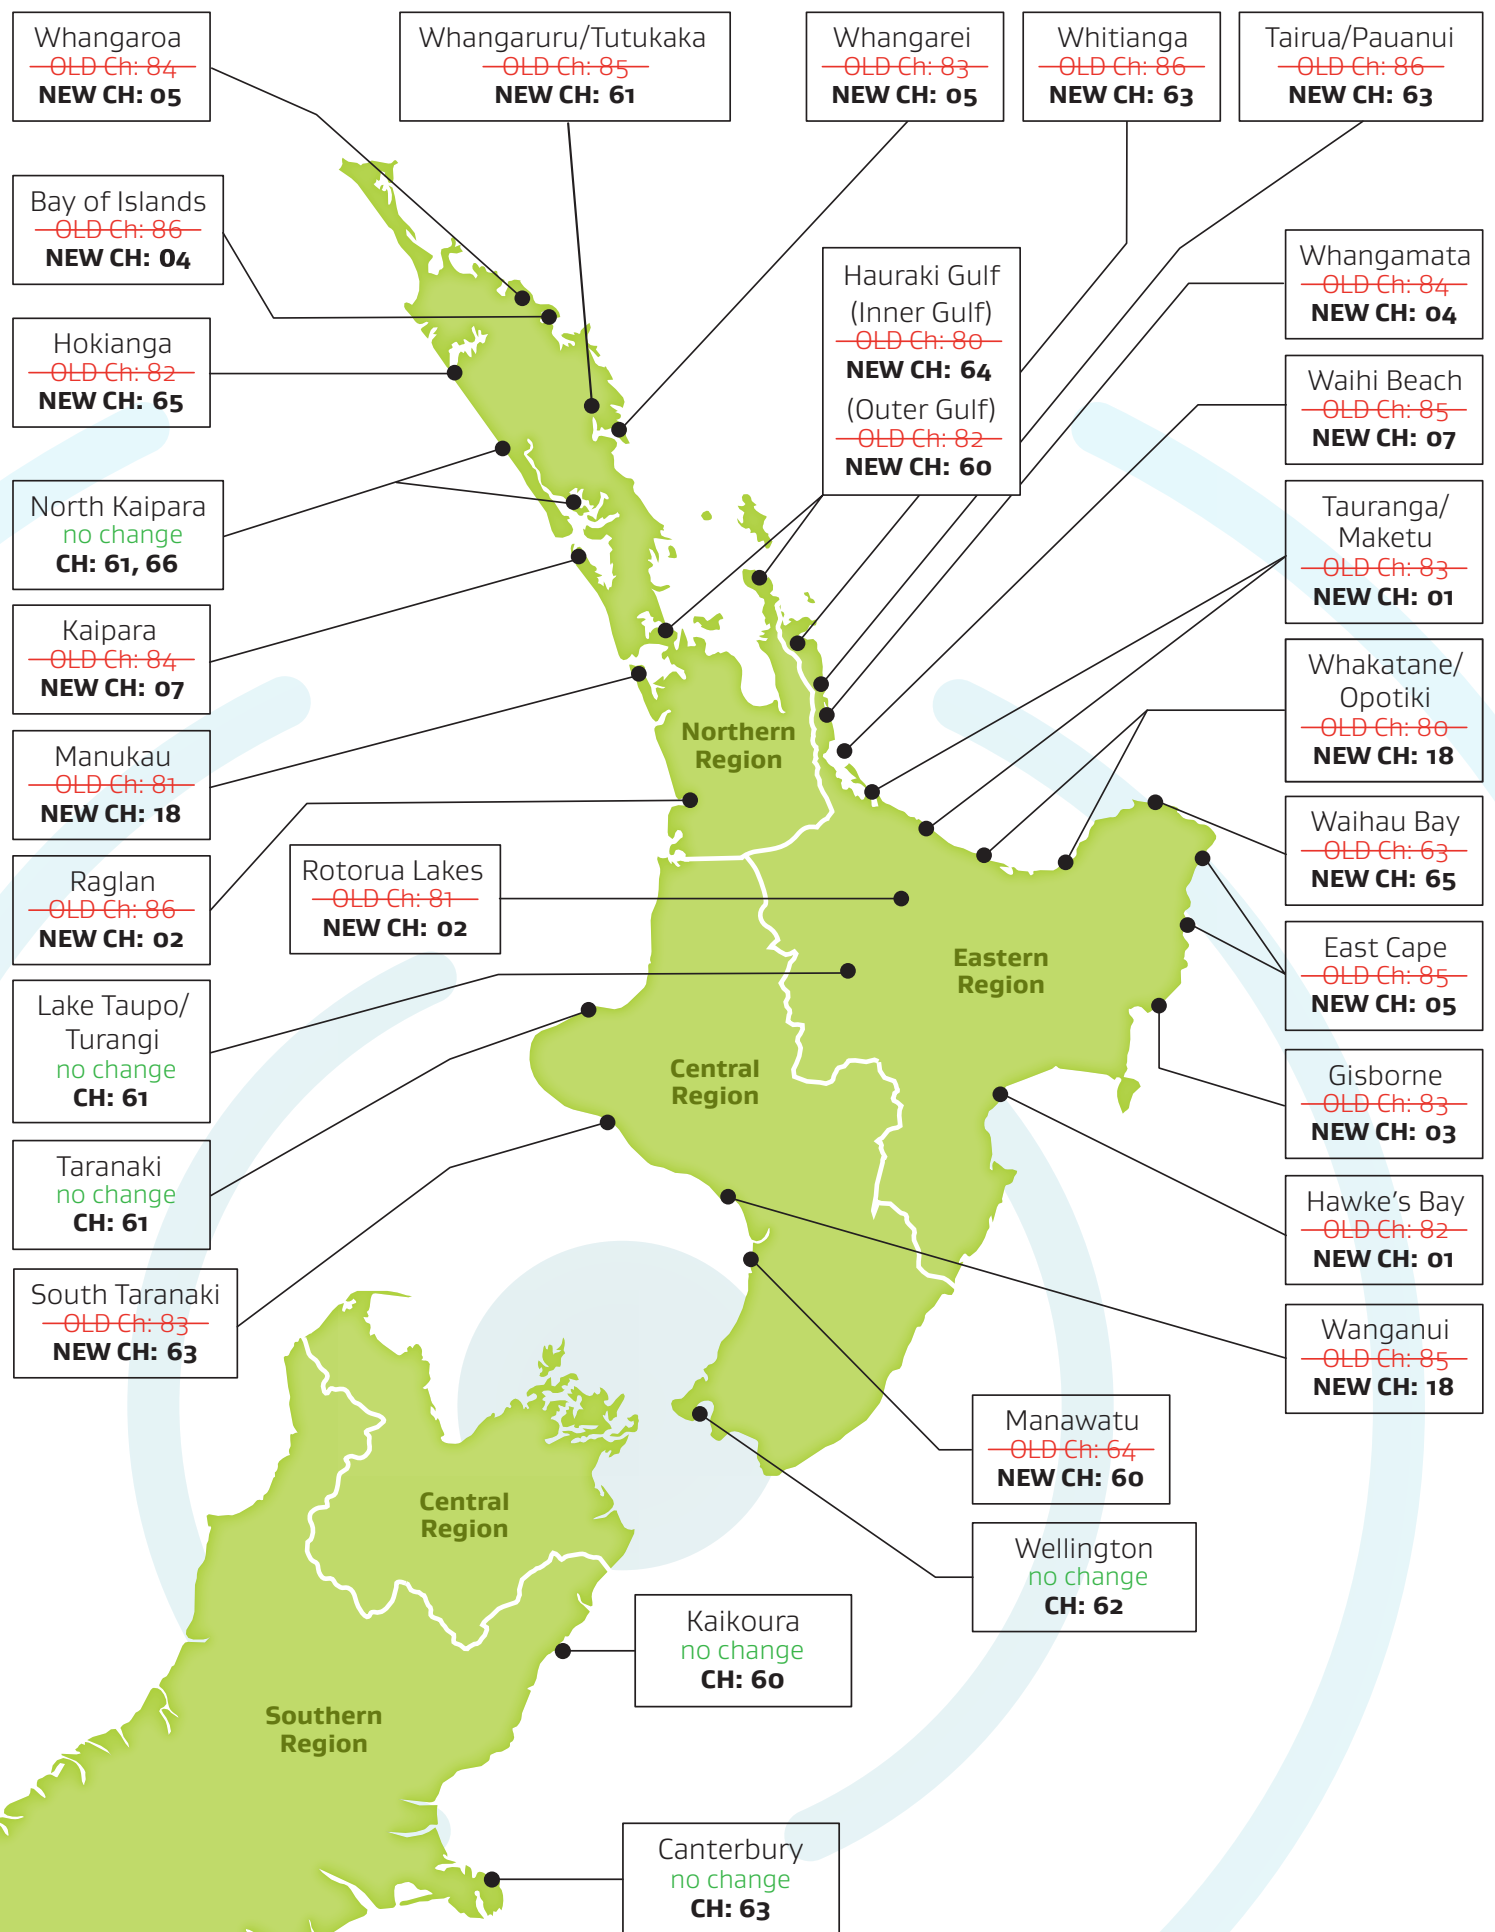 Whangaroa
OLD Ch: 84
NEW CH: 05
Whangaruru/Tutukaka
OLD Ch: 85
NEW CH: 61
Whangarei
OLD Ch: 83
NEW CH: 05
Whitianga
OLD Ch: 86
NEW CH: 63
Tairua/Pauanui
OLD Ch: 86
NEW CH: 63
Bay of Islands
OLD Ch: 86
NEW CH: 04
Hauraki Gulf
(Inner Gulf)
OLD Ch: 80
NEW CH: 64
(Outer Gulf)
OLD Ch: 82
NEW CH: 60
Whangamata
OLD Ch: 84
NEW CH: 04
Hokianga
OLD Ch: 82
NEW CH: 65
Waihi Beach
OLD Ch: 85
NEW CH: 07
North Kaipara
no change
CH: 61, 66
Tauranga/
Maketu
OLD Ch: 83
NEW CH: 01
Kaipara
OLD Ch: 84
NEW CH: 07
Whakatane/
Opotiki
OLD Ch: 80
NEW CH: 18
Northern
Region
Manukau
OLD Ch: 81
NEW CH: 18
Waihau Bay
OLD Ch: 63
NEW CH: 65
Raglan
OLD Ch: 86
NEW CH: 02
Rotorua Lakes
OLD Ch: 81
NEW CH: 02
Eastern
Region
East Cape
OLD Ch: 85
NEW CH: 05
Lake Taupo/
Turangi
no change
CH: 61
Central
Region
Gisborne
OLD Ch: 83
NEW CH: 03
Taranaki
no change
CH: 61
Hawke's Bay
OLD Ch: 82
NEW CH: 01
South Taranaki
OLD Ch: 83
NEW CH: 63
Wanganui
OLD Ch: 85
NEW CH: 18
Manawatu
OLD Ch: 64
NEW CH: 60
Central
Region
Wellington
no change
CH: 62
Kaikoura
no change
CH: 60
Southern
Region
Canterbury
no change
CH: 63